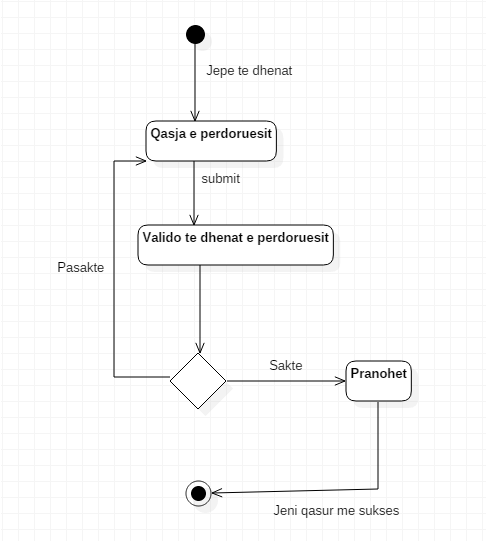 Jepe te dhenat
Qasja e perdoruesit
submit
Valido te dhenat e perdoruesit
Pasakte
Sakte
Pranohet
Jeni qasur me sukses